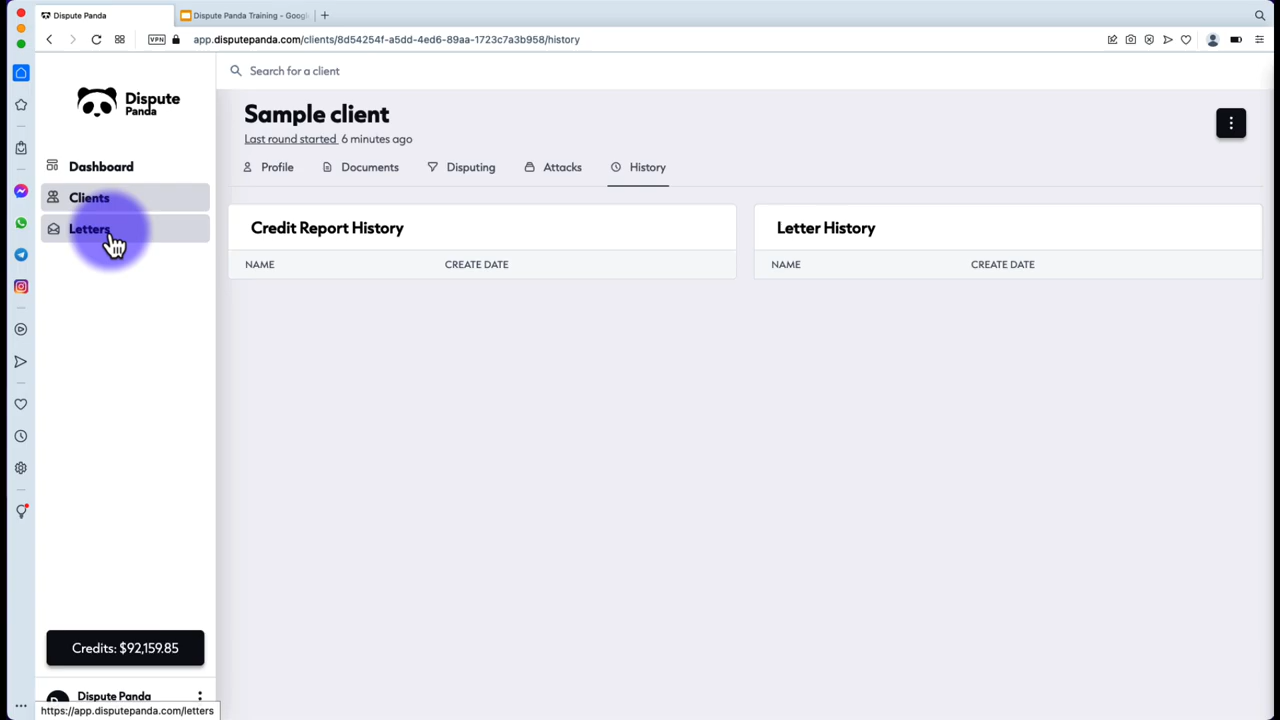 Dispute Panda
Dispute Panda Training - Googl
VPN
app.disputepanda.com/clients/8d54254f-a5dd-4ed6-89aa-1723c7a3b958/history
Dispute
Panda
Search for a client
Sample client
Last round started 6 minutes ago
Profile
Documents
Disputing
Attacks
History
Dashboard
Clients
Letters
Credit Report History
NAME
CREATE DATE
Letter History
NAME
CREATE DATE
Credits: $92,159.85
Dispute Panda
https://app.disputepanda.com/letters